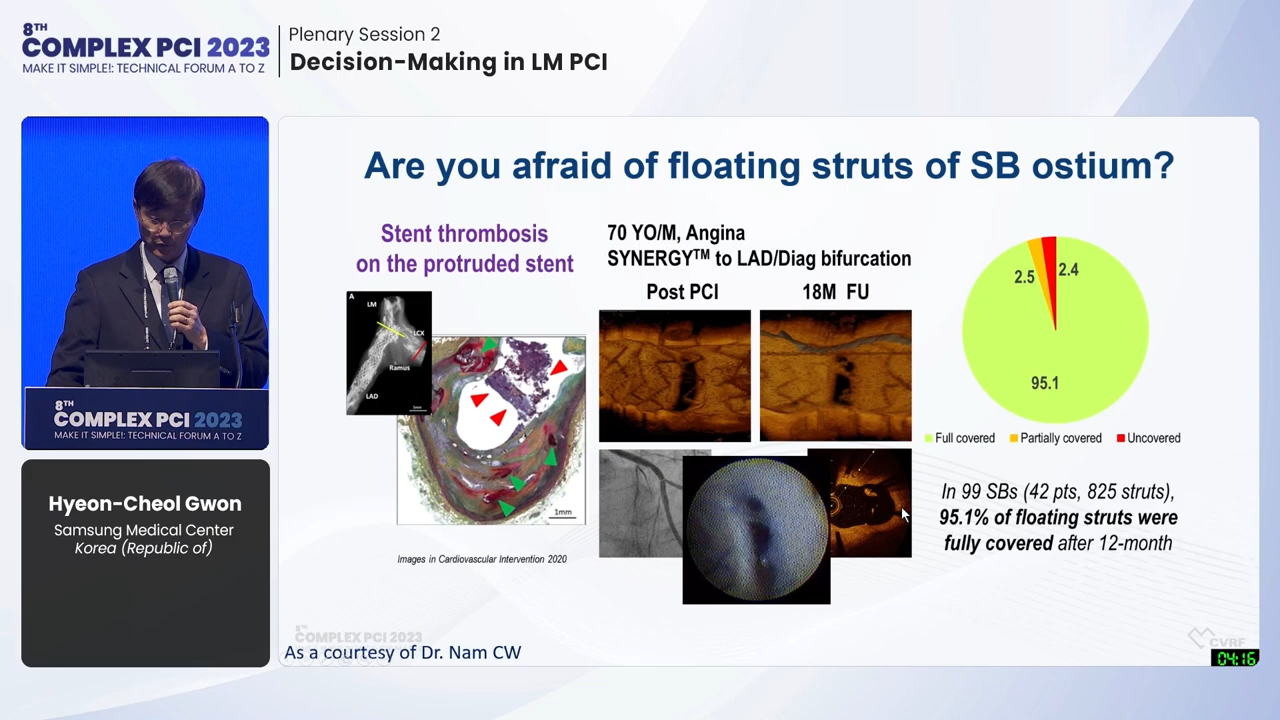 8TH
COMPLEX PCI 2023
MAKE IT SIMPLE!: TECHNICAL FORUM A TO Z
Plenary Session 2
Decision-Making in LM PCI
Are you afraid of floating struts of SB ostium?
Stent thrombosis
on the protruded stent
A
LM
LCX
Ramus
LAD
1mm
Images in Cardiovascular Intervention 2020
70 YO/M, Angina
SYNERGY™ to LAD/Diag bifurcation
Post PCI
18M FU
2.5
2.4
95.1
Full covered
Partially covered
Uncovered
In 99 SBs (42 pts, 825 struts),
95.1% of floating struts were
fully covered after 12-month
8TH
COMPLEX PCI 2023
MAKE IT SIMPLE!: TECHNICAL FORUM A TO Z
Hyeon-Cheol Gwon
Samsung Medical Center
Korea (Republic of)
COMPLEX PCI 2023
As a courtesy of Dr. Nam CW
CVRF
04:16